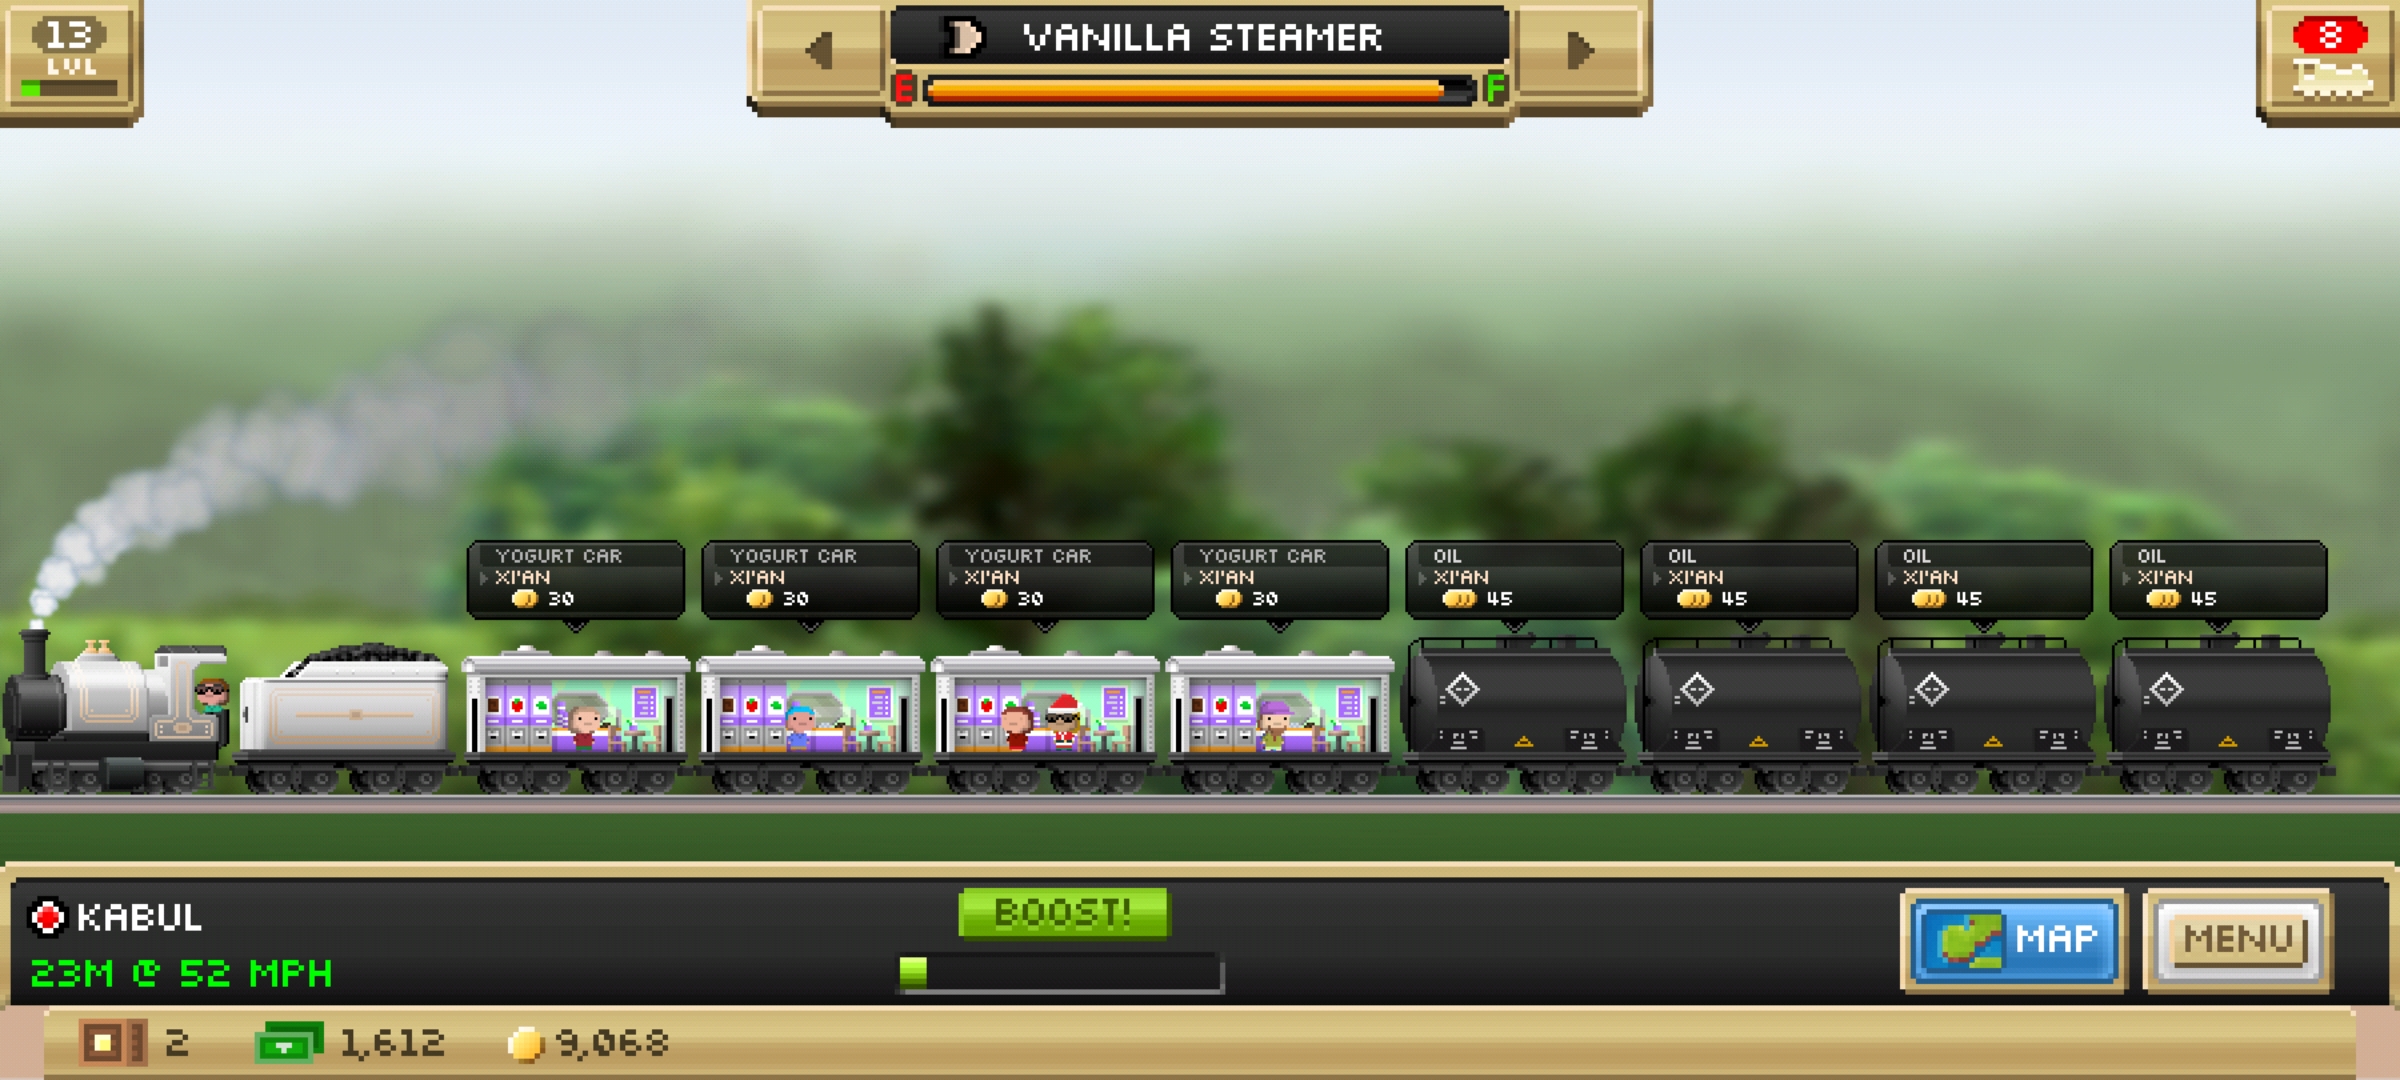 13
LVL
VANILLA STEAMER
E
F
8
YOGURT CAR
XI'AN
30
YOGURT CAR
XI'AN
30
YOGURT CAR
XI'AN
30
YOGURT CAR
XI'AN
30
OIL
XI'AN
45
OIL
XI'AN
45
OIL
XI'AN
45
OIL
XI'AN
45
KABUL
23M @ 52 MPH
BOOST!
MAP
MENU
2
1,612
9,068